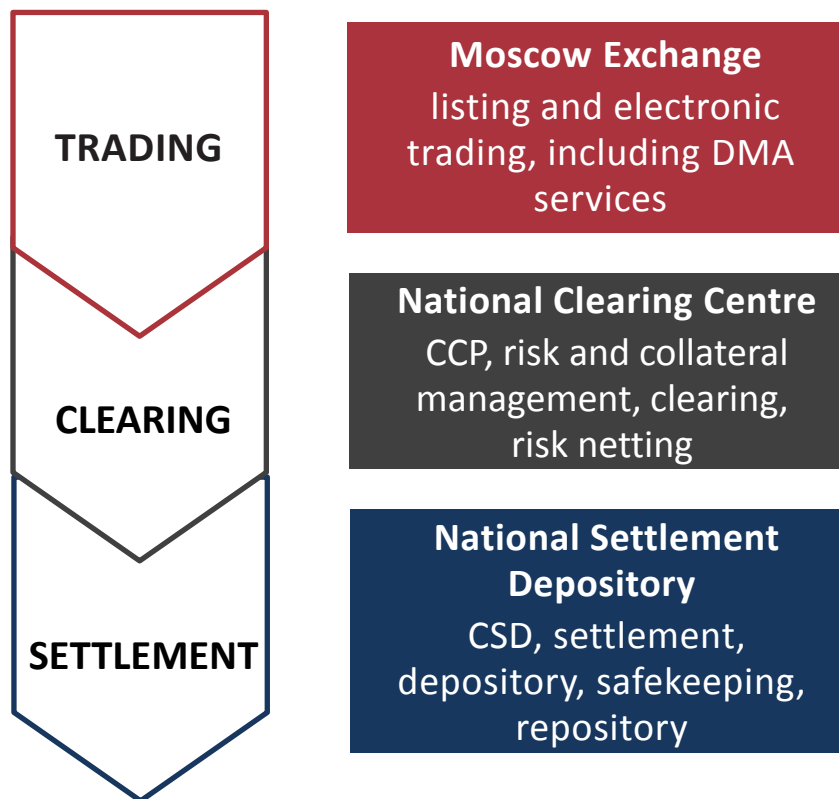 TRADING
Moscow Exchange
listing and electronic
trading, including DMA
services
CLEARING
National Clearing Centre
CCP, risk and collateral
management, clearing,
risk netting
SETTLEMENT
National Settlement
Depository
CSD, settlement,
depository, safekeeping,
repository